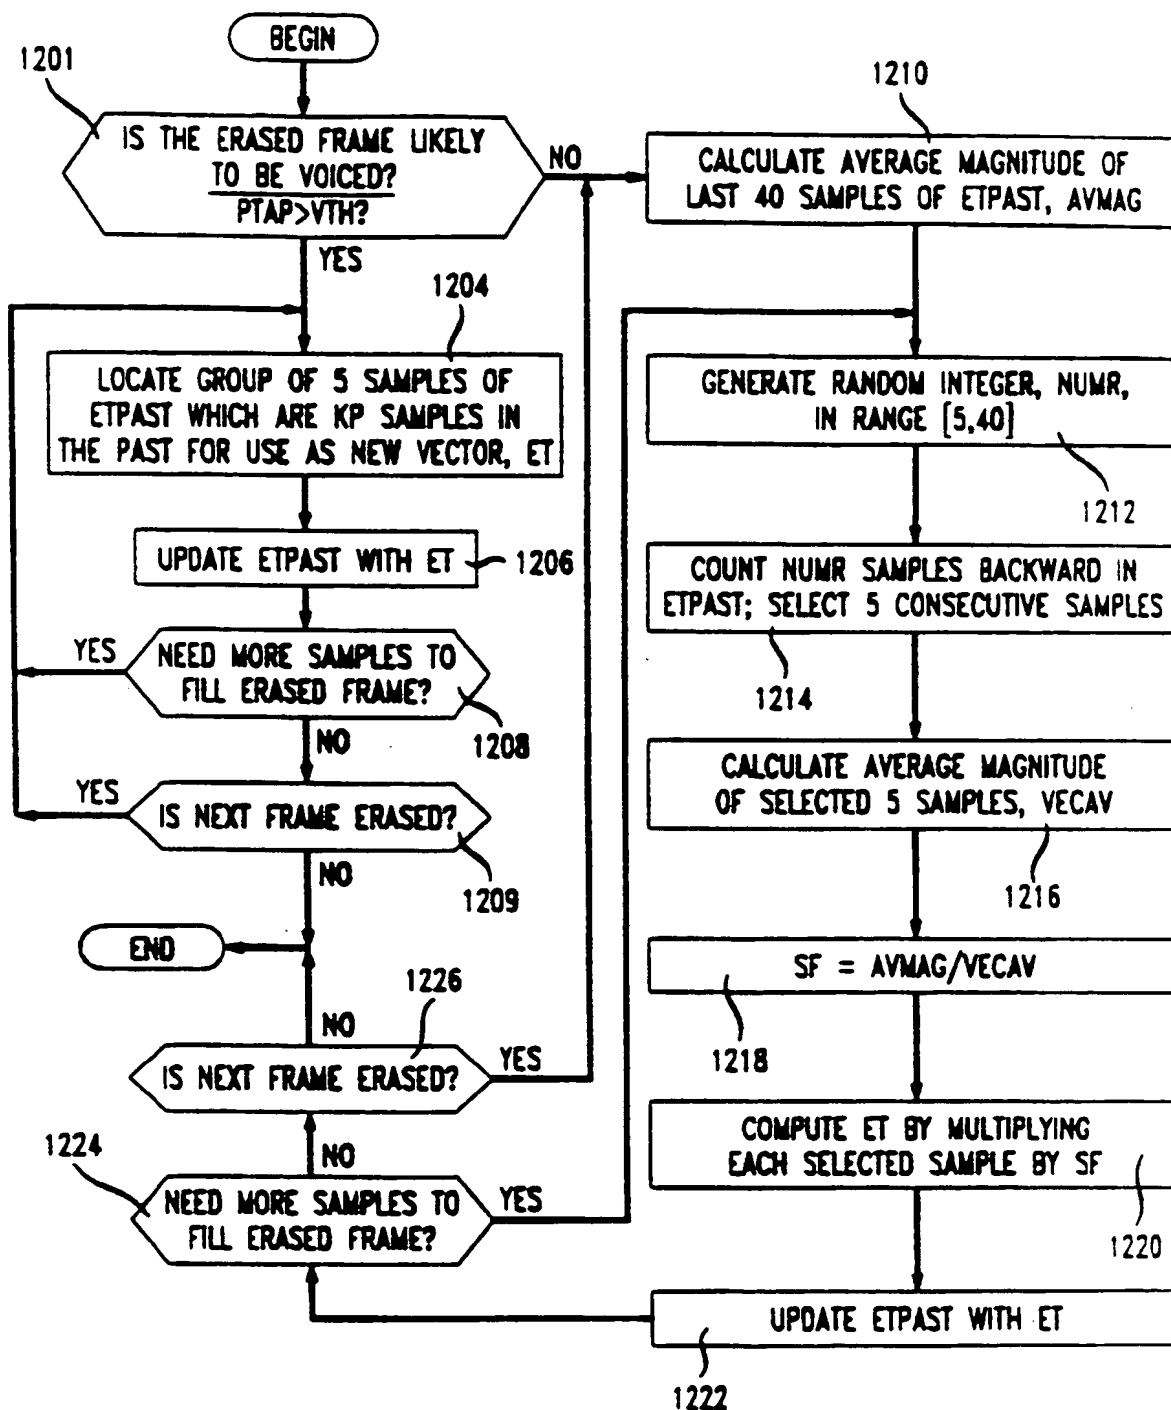 BEGIN
1201
IS THE ERASED FRAME LIKELY
TO BE VOICED?
PTAP>VTH?
NO
YES
1204
LOCATE GROUP OF 5 SAMPLES OF
ETPAST WHICH ARE KP SAMPLES IN
THE PAST FOR USE AS NEW VECTOR, ET
UPDATE ETPAST WITH ET
1206
YES
NEED MORE SAMPLES TO
FILL ERASED FRAME?
1208
NO
YES
IS NEXT FRAME ERASED?
1209
NO
END
1226
NO
IS NEXT FRAME ERASED?
YES
1224
NO
NEED MORE SAMPLES TO
FILL ERASED FRAME?
YES
1210
CALCULATE AVERAGE MAGNITUDE OF
LAST 40 SAMPLES OF ETPAST, AVMAG
GENERATE RANDOM INTEGER, NUMR,
IN RANGE [5,40]
1212
COUNT NUMR SAMPLES BACKWARD IN
ETPAST; SELECT 5 CONSECUTIVE SAMPLES
1214
CALCULATE AVERAGE MAGNITUDE
OF SELECTED 5 SAMPLES, VECAV
1216
SF = AVMAG/VECAV
1218
COMPUTE ET BY MULTIPLYING
EACH SELECTED SAMPLE BY SF
1220
UPDATE ETPAST WITH ET
1222